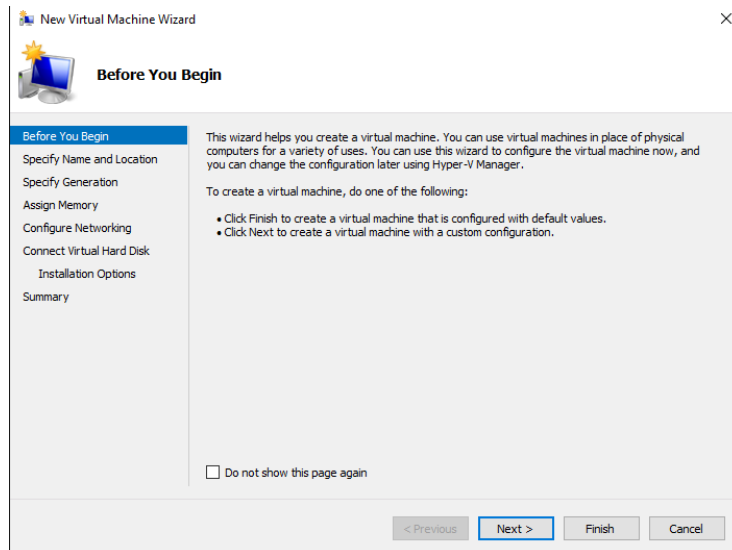 New Virtual Machine Wizard
Before You Begin
Before You Begin
Specify Name and Location
Specify Generation
Assign Memory
Configure Networking
Connect Virtual Hard Disk
Installation Options
Summary
This wizard helps you create a virtual machine. You can use virtual machines in place of physical
computers for a variety of uses. You can use this wizard to configure the virtual machine now, and
you can change the configuration later using Hyper-V Manager.
To create a virtual machine, do one of the following:
• Click Finish to create a virtual machine that is configured with default values.
• Click Next to create a virtual machine with a custom configuration.
Do not show this page again
< Previous
Next >
Finish
Cancel